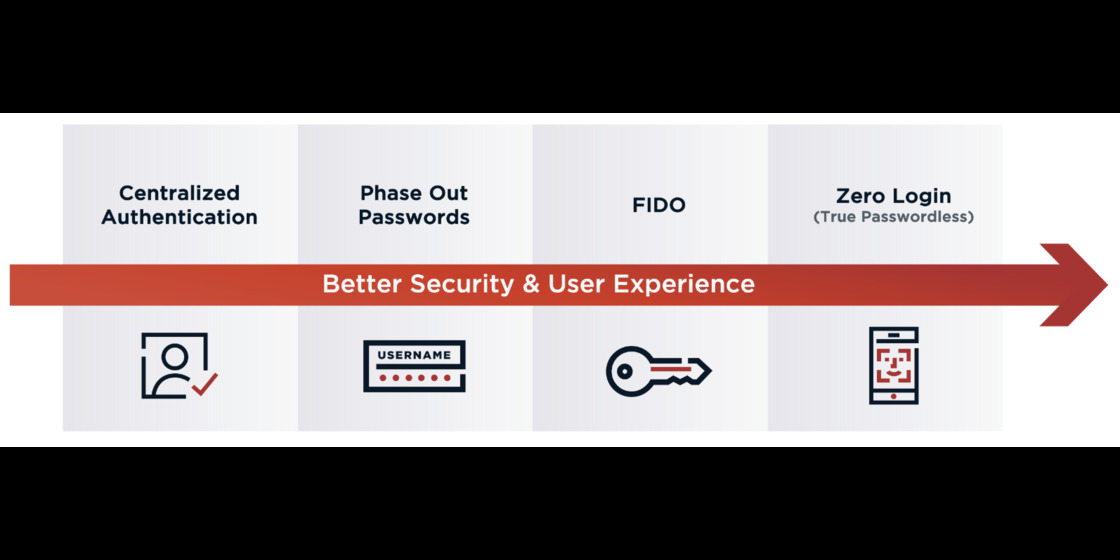 Centralized
Authentication
Phase Out
Passwords
FIDO
Zero Login
(True Passwordless)
Better Security & User Experience
USERNAME